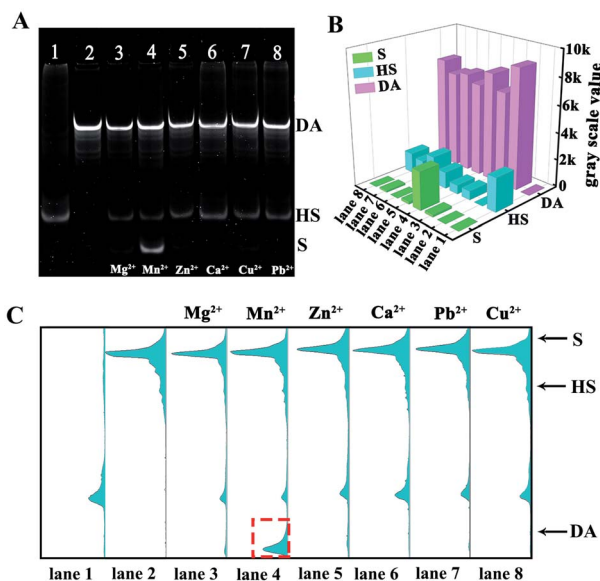 A
1 2 3 4 5 6 7 8
DA
HS
S
Mg²⁺ Mn²⁺ Zn²⁺ Ca²⁺ Cu²⁺ Pb²⁺
B
S
HS
DA
10k
8k
6k
4k
2k
0
gray scale value
lane 8
lane 7
lane 6
lane 5
lane 4
lane 3
lane 2
lane 1
S
HS
DA
C
Mg²⁺ Mn²⁺ Zn²⁺ Ca²⁺ Pb²⁺ Cu²⁺
S
HS
DA
lane 1 lane 2 lane 3 lane 4 lane 5 lane 6 lane 7 lane 8